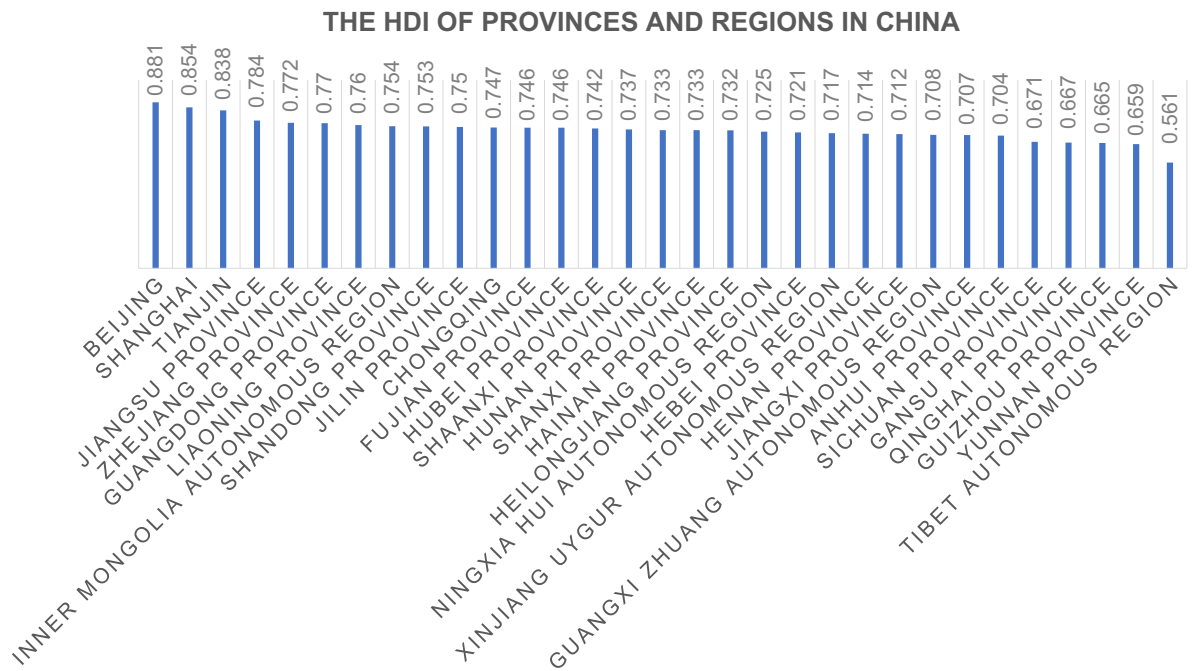 THE HDI OF PROVINCES AND REGIONS IN CHINA
0.881
0.854
0.838
0.784
0.772
0.77
0.76
0.754
0.753
0.75
0.747
0.746
0.746
0.742
0.737
0.733
0.733
0.732
0.725
0.721
0.717
0.714
0.712
0.708
0.707
0.704
0.671
0.667
0.665
0.659
0.561
BEIJING
SHANGHAI
TIANJIN
JIANGSU PROVINCE
ZHEJIANG PROVINCE
GUANGDONG PROVINCE
LIAONING PROVINCE
INNER MONGOLIA AUTONOMOUS REGION
SHANDONG PROVINCE
JILIN PROVINCE
CHONGQING
FUJIAN PROVINCE
HUBEI PROVINCE
SHAANXI PROVINCE
HUNAN PROVINCE
SHANXI PROVINCE
HAINAN PROVINCE
HEILONGJIANG PROVINCE
NINGXIA HUI AUTONOMOUS REGION
HEBEI PROVINCE
XINJIANG UYGUR AUTONOMOUS REGION
HENAN PROVINCE
JIANGXI PROVINCE
GUANGXI ZHUANG AUTONOMOUS REGION
ANHUI PROVINCE
SICHUAN PROVINCE
GANSU PROVINCE
QINGHAI PROVINCE
GUIZHOU PROVINCE
YUNNAN PROVINCE
TIBET AUTONOMOUS REGION